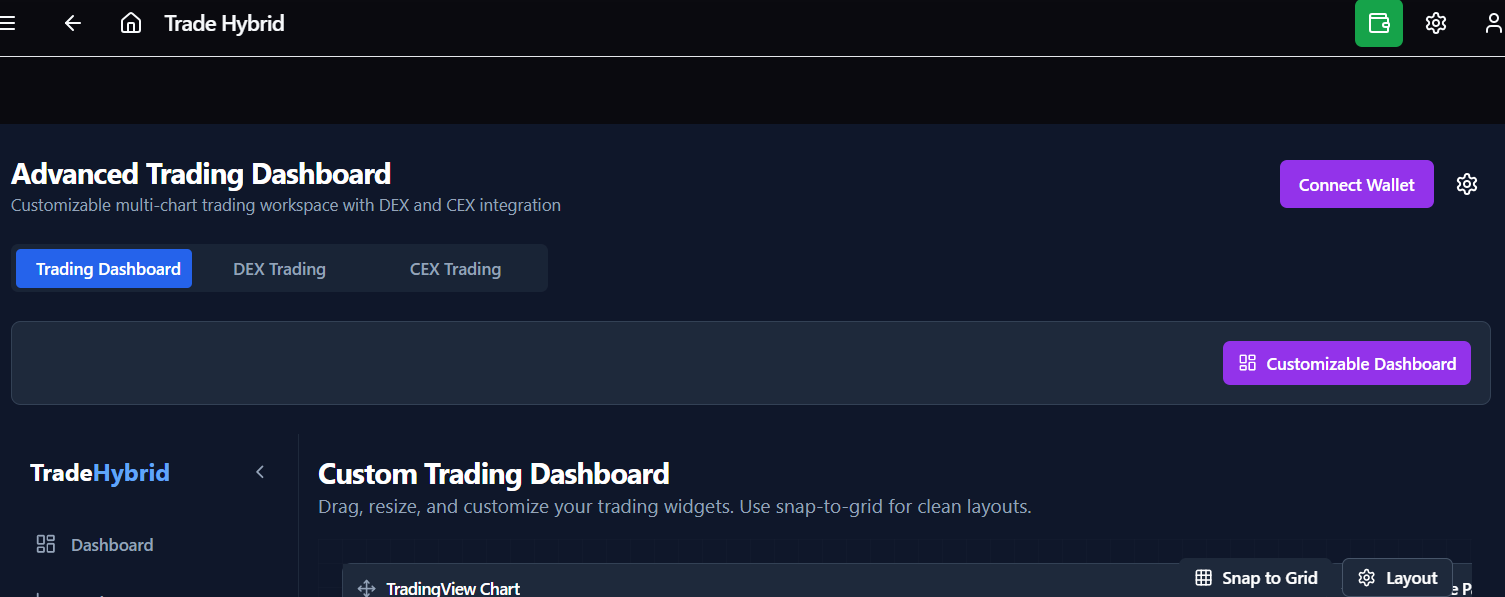 Trade Hybrid
Advanced Trading Dashboard
Connect Wallet
Customizable multi-chart trading workspace with DEX and CEX integration
Trading Dashboard
DEX Trading
CEX Trading
Customizable Dashboard
TradeHybrid
Custom Trading Dashboard
Drag, resize, and customize your trading widgets. Use snap-to-grid for clean layouts.
Dashboard
Snap to Grid
Layout
TradingView Chart